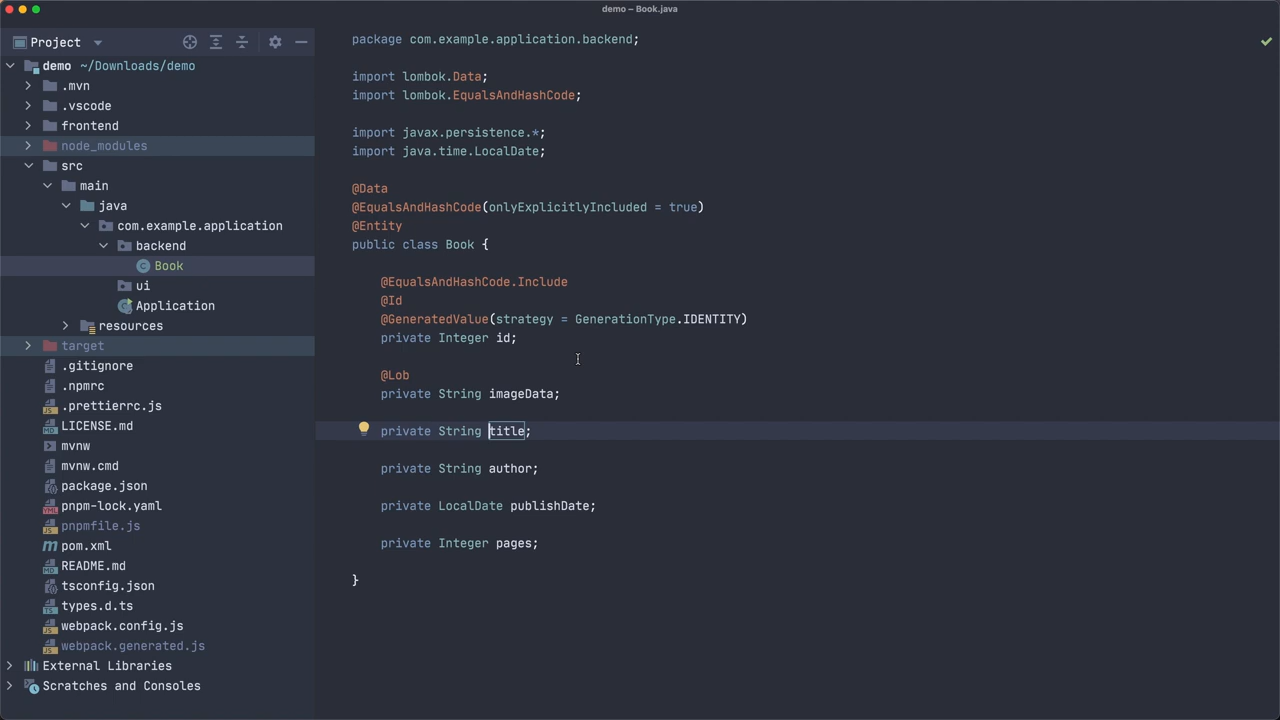 demo – Book.java
Project
demo ~/Downloads/demo
.mvn
.vscode
frontend
node_modules
src
main
java
com.example.application
backend
Book
ui
Application
resources
target
.gitignore
.npmrc
.prettierrc.js
LICENSE.md
mvnw
mvnw.cmd
package.json
pnpm-lock.yaml
pnpmfile.js
pom.xml
README.md
tsconfig.json
types.d.ts
webpack.config.js
webpack.generated.js
External Libraries
Scratches and Consoles
package com.example.application.backend;
import lombok.Data;
import lombok.EqualsAndHashCode;
import javax.persistence.*;
import java.time.LocalDate;
@Data
@EqualsAndHashCode(onlyExplicitlyIncluded = true)
@Entity
public class Book {
@EqualsAndHashCode.Include
@Id
@GeneratedValue(strategy = GenerationType.IDENTITY)
private Integer id;
@Lob
private String imageData;
private String title;
private String author;
private LocalDate publishDate;
private Integer pages;
}